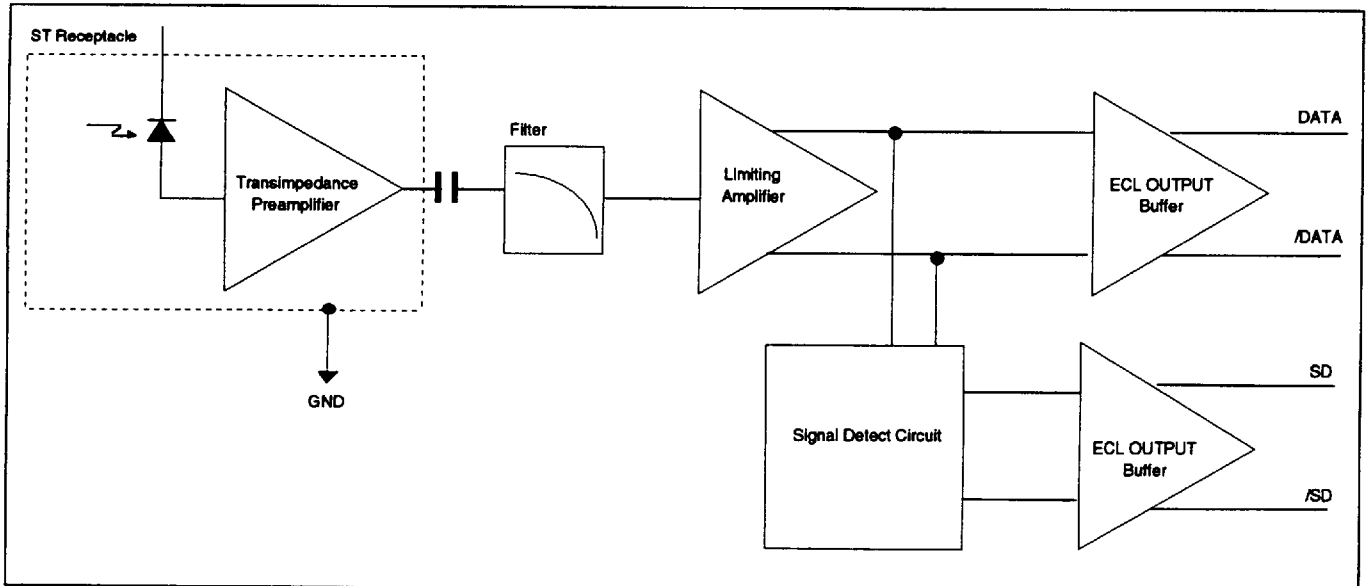 ST Receptacle
Transimpedance
Preamplifier
GND
Filter
Limiting
Amplifier
ECL OUTPUT
Buffer
DATA
/DATA
Signal Detect Circuit
ECL OUTPUT
Buffer
SD
/SD